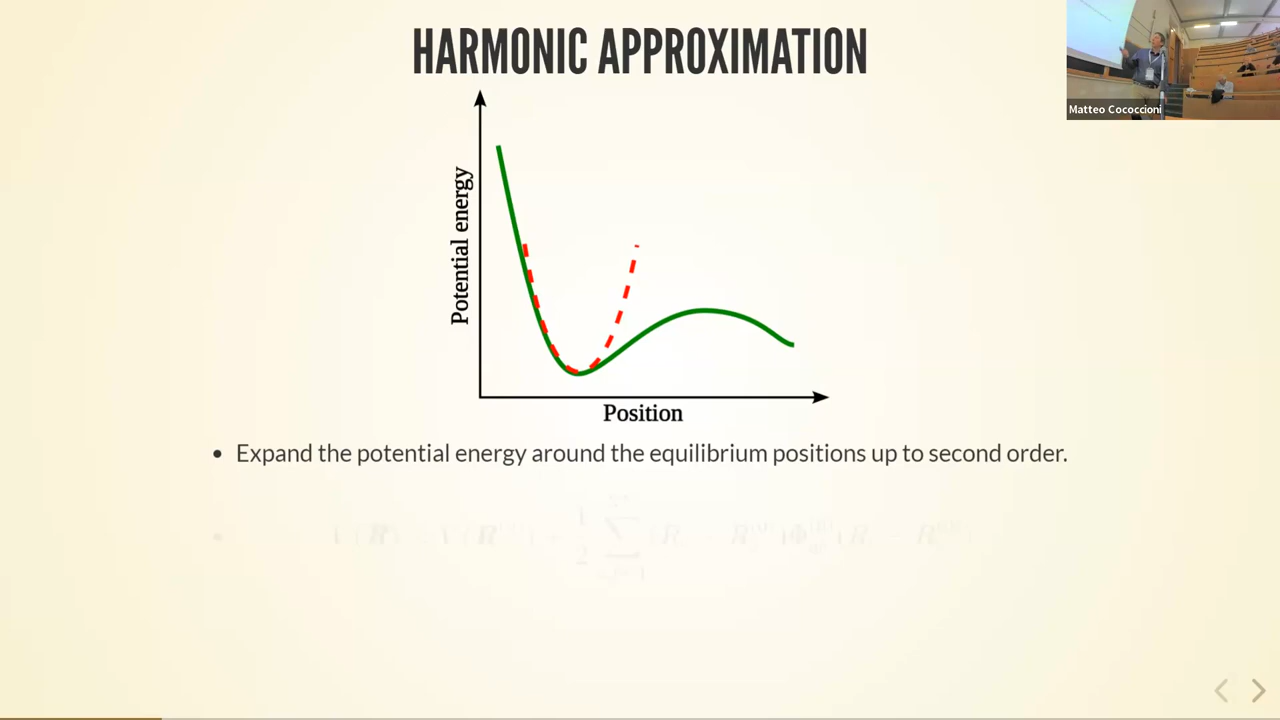 HARMONIC APPROXIMATION
Matteo Cococcioni
Potential energy
Position
• Expand the potential energy around the equilibrium positions up to second order.